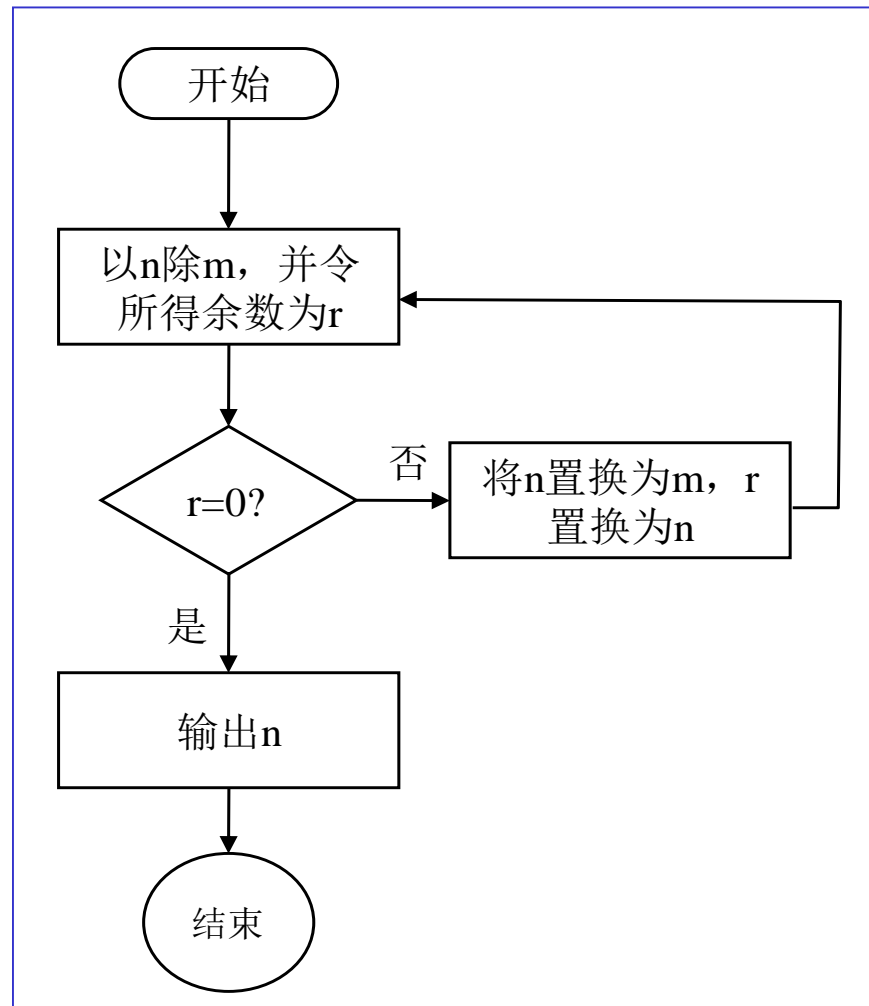 开始
以n除m，并令
所得余数为r
r=0?
否
将n置换为m，r
置换为n
是
输出n
结束